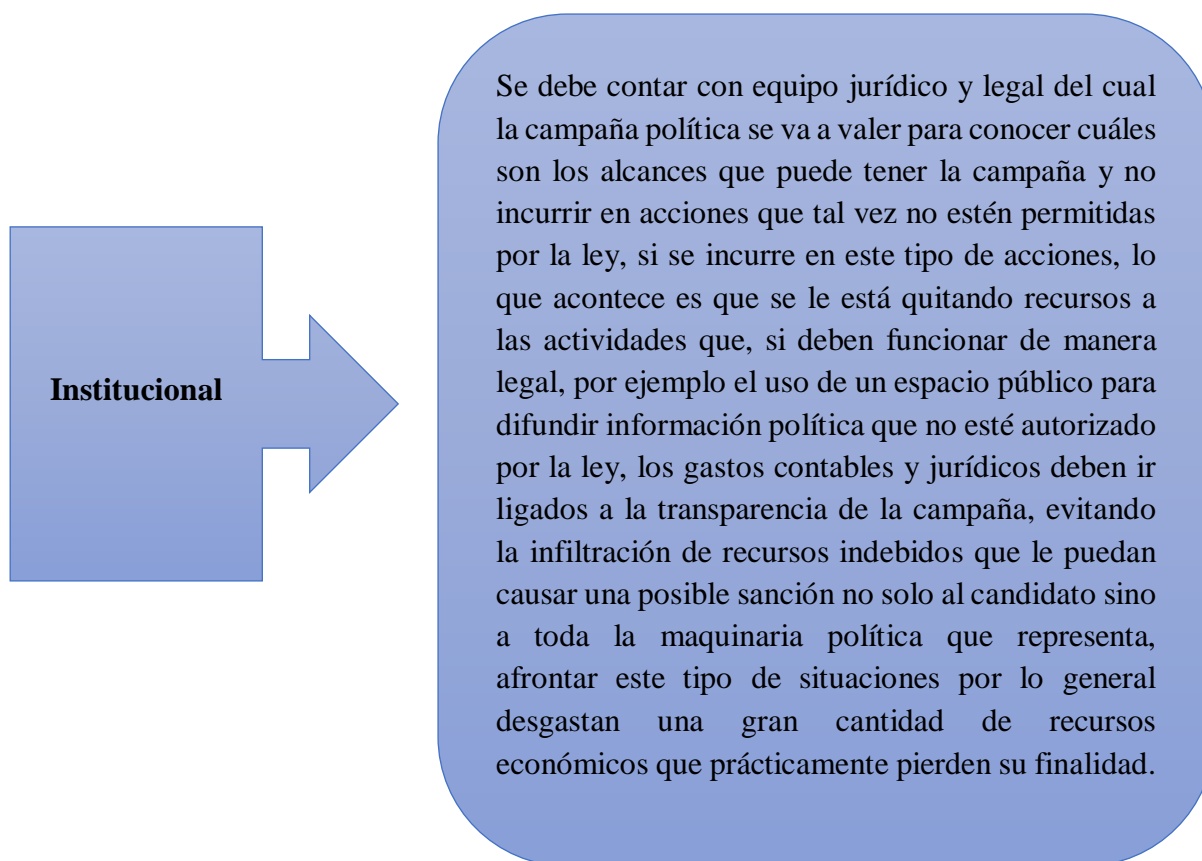 Institucional
Se debe contar con equipo jurídico y legal del cual
la campaña política se va a valer para conocer cuáles
son los alcances que puede tener la campaña y no
incurrir en acciones que tal vez no estén permitidas
por la ley, si se incurre en este tipo de acciones, lo
que acontece es que se le está quitando recursos a
las actividades que, si deben funcionar de manera
legal, por ejemplo el uso de un espacio público para
difundir información política que no esté autorizado
por la ley, los gastos contables y jurídicos deben ir
ligados a la transparencia de la campaña, evitando
la infiltración de recursos indebidos que le puedan
causar una posible sanción no solo al candidato sino
a toda la maquinaria política que representa,
afrontar este tipo de situaciones por lo general
desgastan una gran cantidad de recursos
económicos que prácticamente pierden su finalidad.